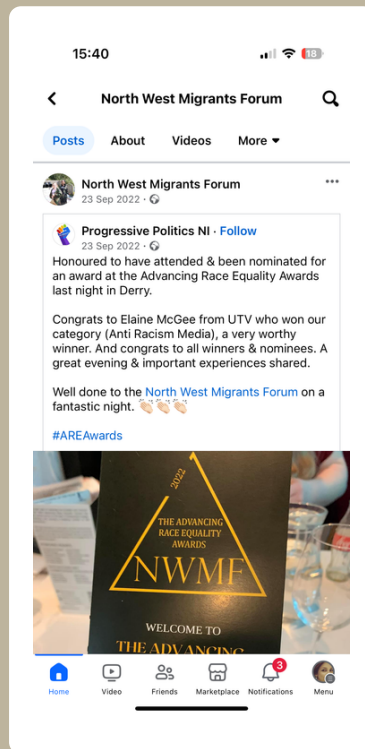 15:40
18
North West Migrants Forum
Posts About Videos More
North West Migrants Forum
23 Sep 2022 ·
Progressive Politics NI · Follow
23 Sep 2022 ·
Honoured to have attended & been nominated for
an award at the Advancing Race Equality Awards
last night in Derry.
Congrats to Elaine McGee from UTV who won our
category (Anti Racism Media), a very worthy
winner. And congrats to all winners & nominees. A
great evening & important experiences shared.
Well done to the North West Migrants Forum on a
fantastic night. 👏🏻👏🏻👏🏻
#AREAwards
2022
THE ADVANCING
RACE EQUALITY
AWARDS
NWMF
WELCOME TO
THE ADVANCING
3
Home Video Friends Marketplace Notifications Menu